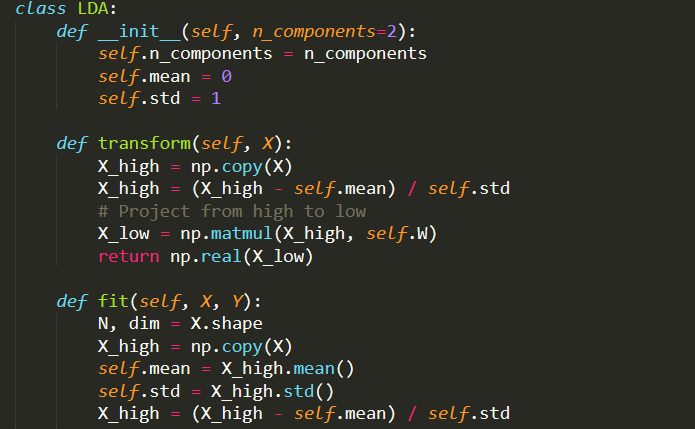 class LDA:
    def __init__(self, n_components=2):
        self.n_components = n_components
        self.mean = 0
        self.std = 1
    def transform(self, X):
        X_high = np.copy(X)
        X_high = (X_high - self.mean) / self.std
        # Project from high to low
        X_low = np.matmul(X_high, self.W)
        return np.real(X_low)
    def fit(self, X, Y):
        N, dim = X.shape
        X_high = np.copy(X)
        self.mean = X_high.mean()
        self.std = X_high.std()
        X_high = (X_high - self.mean) / self.std